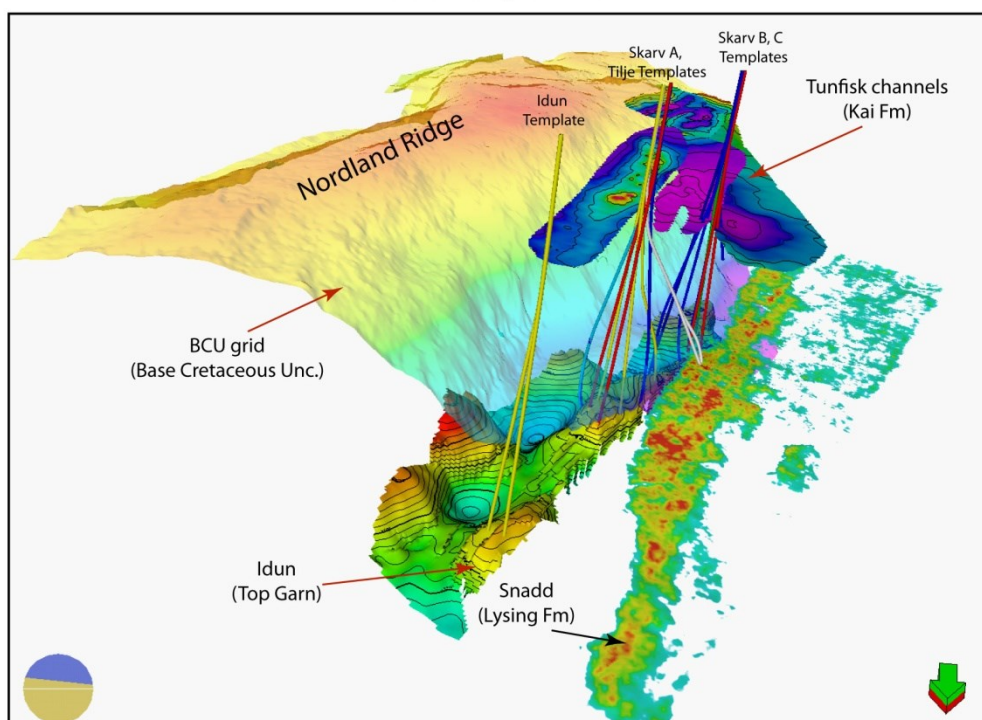 Skarv B, C
Templates
Skarv A,
Tilje Templates
Tunfisk channels
(Kai Fm)
Idun
Template
Nordland Ridge
BCU grid
(Base Cretaceous Unc.)
Idun
(Top Garn)
Snadd
(Lysing Fm)